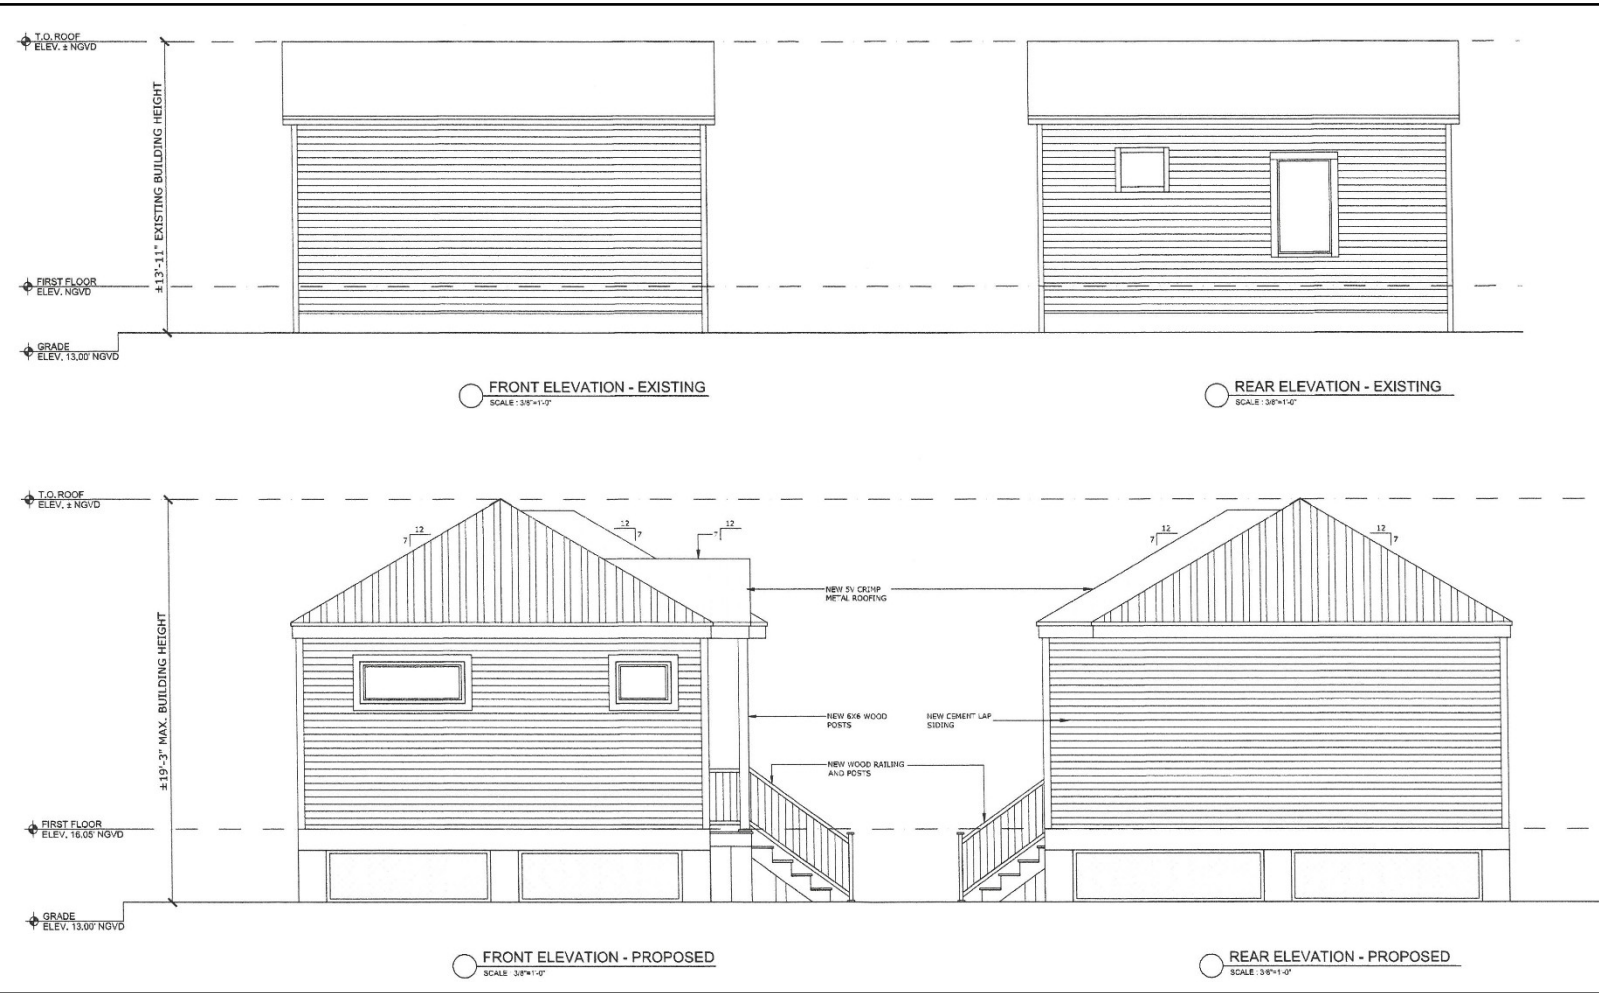 T.O. ROOF
ELEV. ± NGVD
±13'-11" EXISTING BUILDING HEIGHT
FIRST FLOOR
ELEV. NGVD
GRADE
ELEV. 13.00' NGVD
FRONT ELEVATION - EXISTING
SCALE : 3/8"=1'-0"
REAR ELEVATION - EXISTING
SCALE : 3/8"=1'-0"
T.O. ROOF
ELEV. ± NGVD
12
7
12
7
12
7
12
7
12
7
NEW 5V CRIMP
METAL ROOFING
±19'-3" MAX. BUILDING HEIGHT
NEW 6X6 WOOD
POSTS
NEW CEMENT LAP
SIDING
NEW WOOD RAILING
AND POSTS
FIRST FLOOR
ELEV. 16.05' NGVD
GRADE
ELEV. 13.00' NGVD
FRONT ELEVATION - PROPOSED
SCALE : 3/8"=1'-0"
REAR ELEVATION - PROPOSED
SCALE : 3/8"=1'-0"